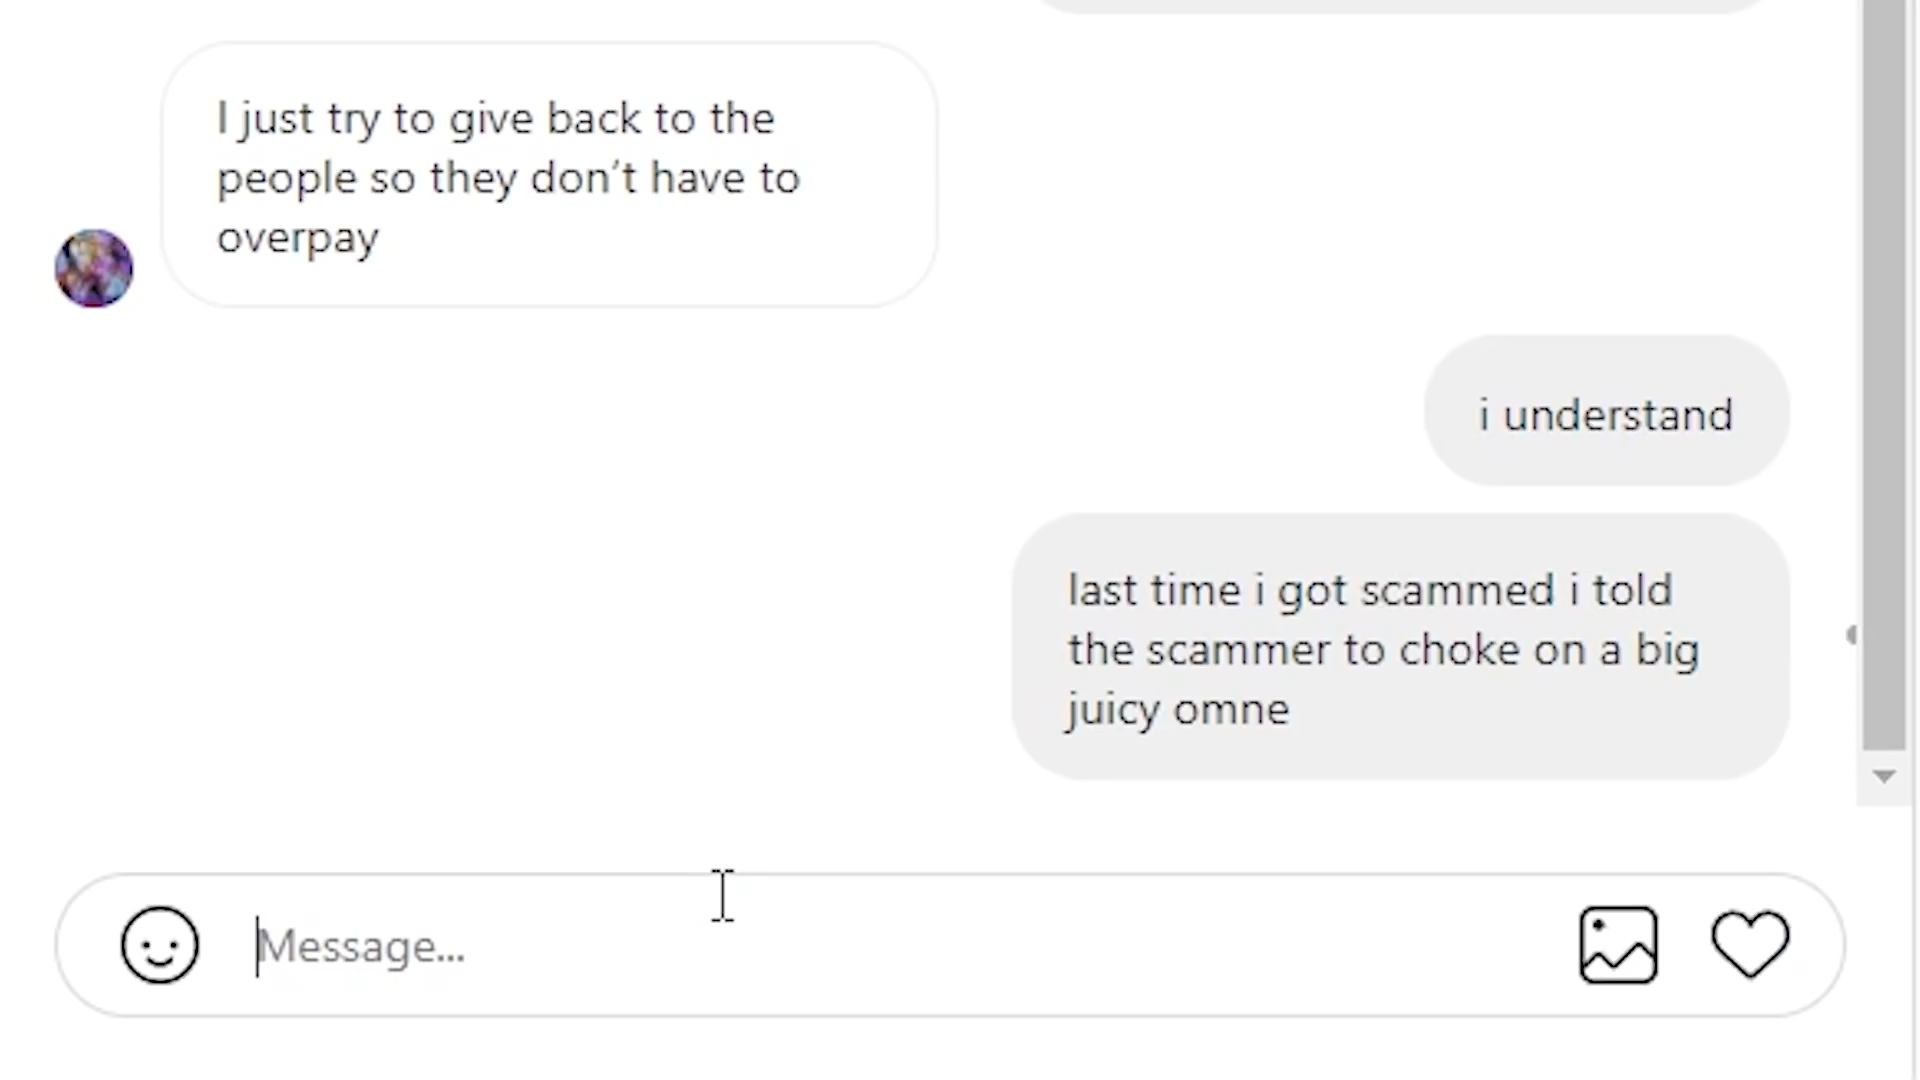 I just try to give back to the
people so they don’t have to
overpay
i understand
last time i got scammed i told
the scammer to choke on a big
juicy omne
Message...